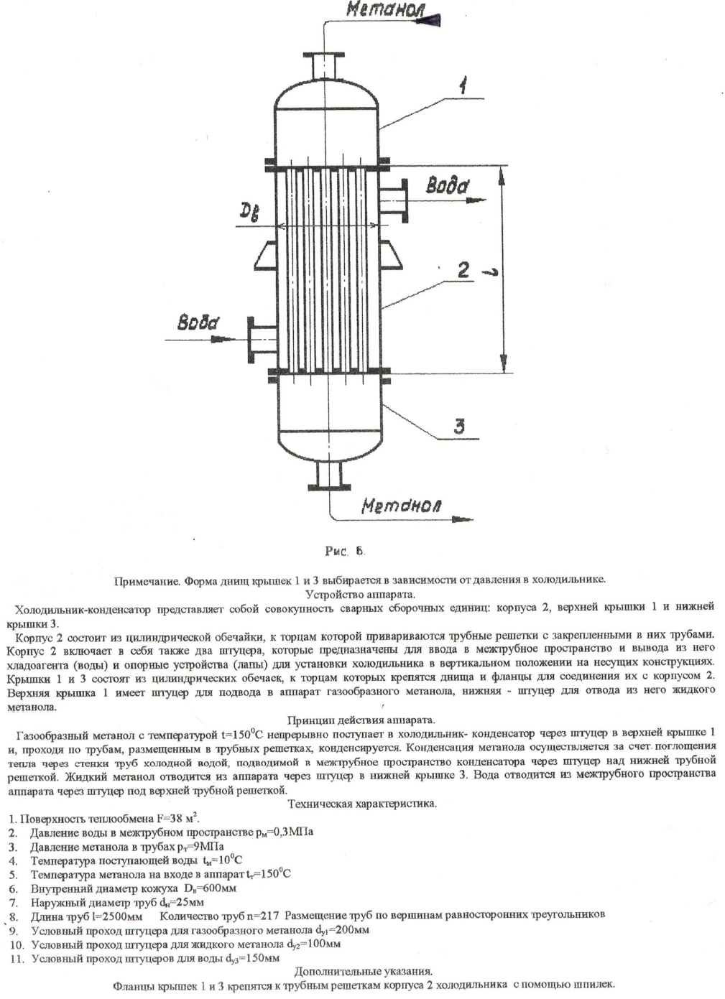 Метанол
1
Вода
Dв
2
l
Вода
3
Метанол
Рис. 6.
Примечание. Форма днищ крышек 1 и 3 выбирается в зависимости от давления в холодильнике.
Устройство аппарата.
Холодильник-конденсатор представляет собой совокупность сварных сборочных единиц: корпуса 2, верхней крышки 1 и нижней
крышки 3.
Корпус 2 состоит из цилиндрической обечайки, к торцам которой привариваются трубные решетки с закрепленными в них трубами.
Корпус 2 включает в себя также два штуцера, которые предназначены для ввода в межтрубное пространство и вывода из него
хладоагента (воды) и опорные устройства (лапы) для установки холодильника в вертикальном положении на несущих конструкциях.
Крышки 1 и 3 состоят из цилиндрических обечаек, к торцам которых крепятся днища и фланцы для соединения их с корпусом 2.
Верхняя крышка 1 имеет штуцер для подвода в аппарат газообразного метанола, нижняя - штуцер для отвода из него жидкого
метанола.
Принцип действия аппарата.
Газообразный метанол с температурой t=150⁰С непрерывно поступает в холодильник- конденсатор через штуцер в верхней крышке 1
и, проходя по трубам, размещенным в трубных решетках, конденсируется. Конденсация метанола осуществляется за счет поглощения
тепла через стенки труб холодной водой, подводимой в межтрубное пространство конденсатора через штуцер над нижней трубной
решеткой. Жидкий метанол отводится из аппарата через штуцер в нижней крышке 3. Вода отводится из межтрубного пространства
аппарата через штуцер под верхней трубной решеткой.
Техническая характеристика.
1. Поверхность теплообмена F=38 м².
2. Давление воды в межтрубном пространстве pм=0,3МПа
3. Давление метанола в трубах pт=9МПа
4. Температура поступающей воды tм=10⁰С
5. Температура метанола на входе в аппарат tт=150⁰С
6. Внутренний диаметр кожуха Dв=600мм
7. Наружный диаметр труб dн=25мм
8. Длина труб l=2500мм Количество труб n=217 Размещение труб по вершинам равносторонних треугольников
9. Условный проход штуцера для газообразного метанола dу1=200мм
10. Условный проход штуцера для жидкого метанола dу2=100мм
11. Условный проход штуцеров для воды dу3=150мм
Дополнительные указания.
Фланцы крышек 1 и 3 крепятся к трубным решеткам корпуса 2 холодильника с помощью шпилек.